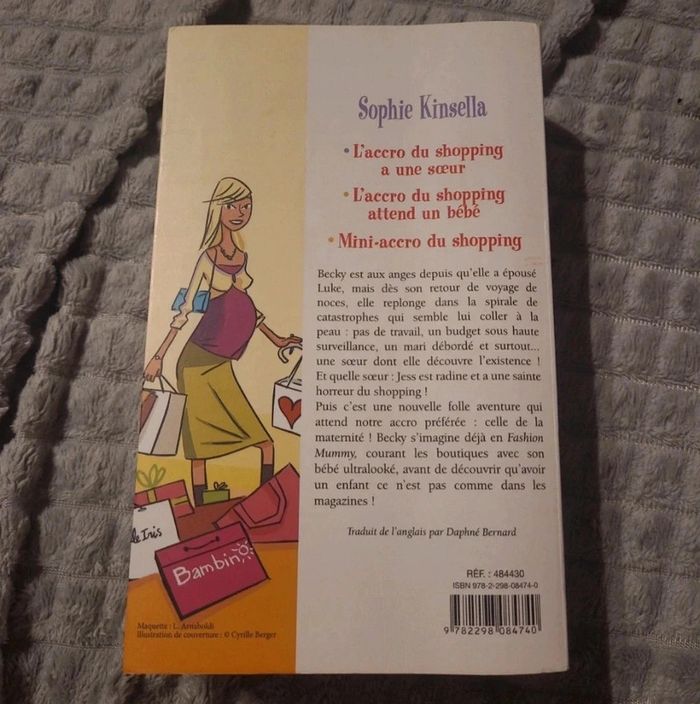 Sophie Kinsella
• L'accro du shopping
a une sœur
• L'accro du shopping
attend un bébé
• Mini-accro du shopping
Becky est aux anges depuis qu'elle a épousé
Luke, mais dès son retour de voyage de
noces, elle replonge dans la spirale de
catastrophes qui semble lui coller à la
peau : pas de travail, un budget sous haute
surveillance, un mari débordé et surtout...
une sœur dont elle découvre l'existence !
Et quelle sœur : Jess est radine et a une sainte
horreur du shopping !
Puis c'est une nouvelle folle aventure qui
attend notre accro préférée : celle de la
maternité ! Becky s'imagine déjà en Fashion
Mummy, courant les boutiques avec son
bébé ultralooké, avant de découvrir qu'avoir
un enfant ce n'est pas comme dans les
magazines !
Traduit de l'anglais par Daphné Bernard
le Iris
Bambino
RÉF. : 484430
ISBN 978-2-298-08474-0
9 782298 084740
Maquette : L. Arnsboldi
Illustration de couverture : © Cyrille Berger